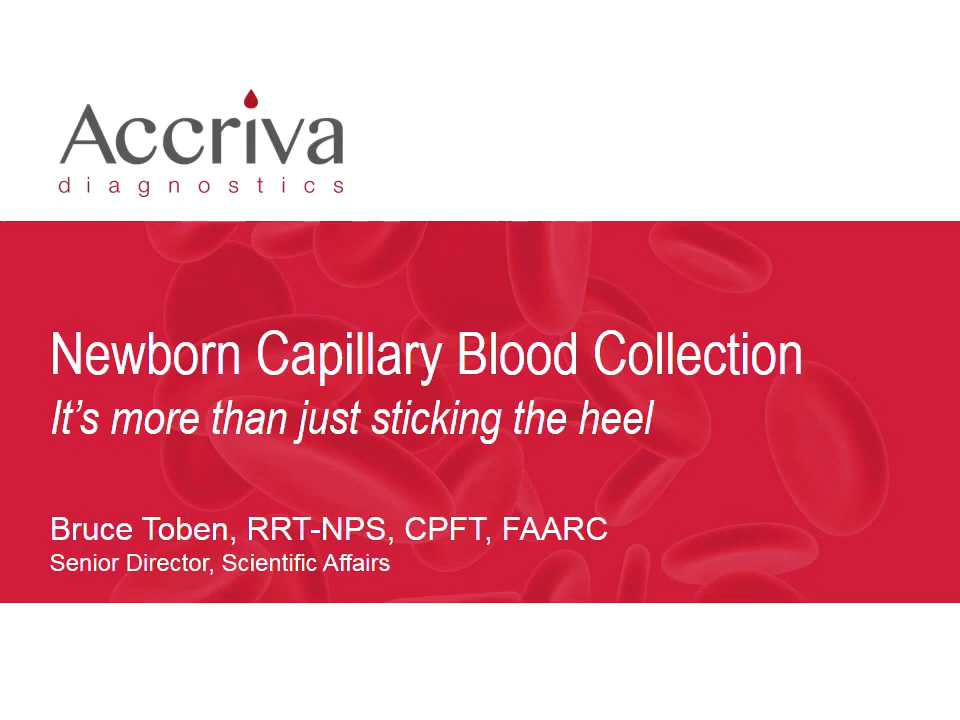 Accriva
diagnostics
Newborn Capillary Blood Collection
It's more than just sticking the heel
Bruce Toben, RRT-NPS, CPFT, FAARC
Senior Director, Scientific Affairs